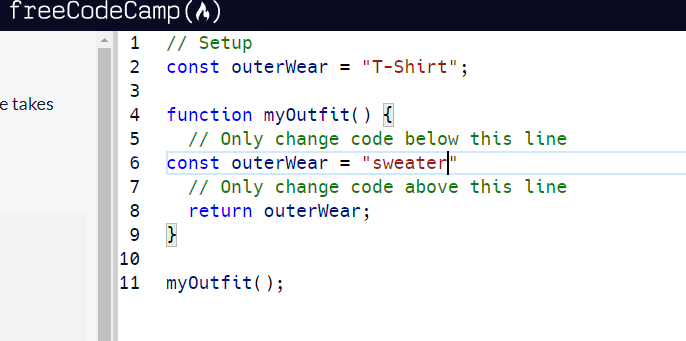 freeCodeCamp(🔥)
e takes
1 // Setup
2 const outerWear = "T-Shirt";
3
4 function myOutfit() {
5   // Only change code below this line
6 const outerWear = "sweater"
7   // Only change code above this line
8   return outerWear;
9 }
10
11 myOutfit();